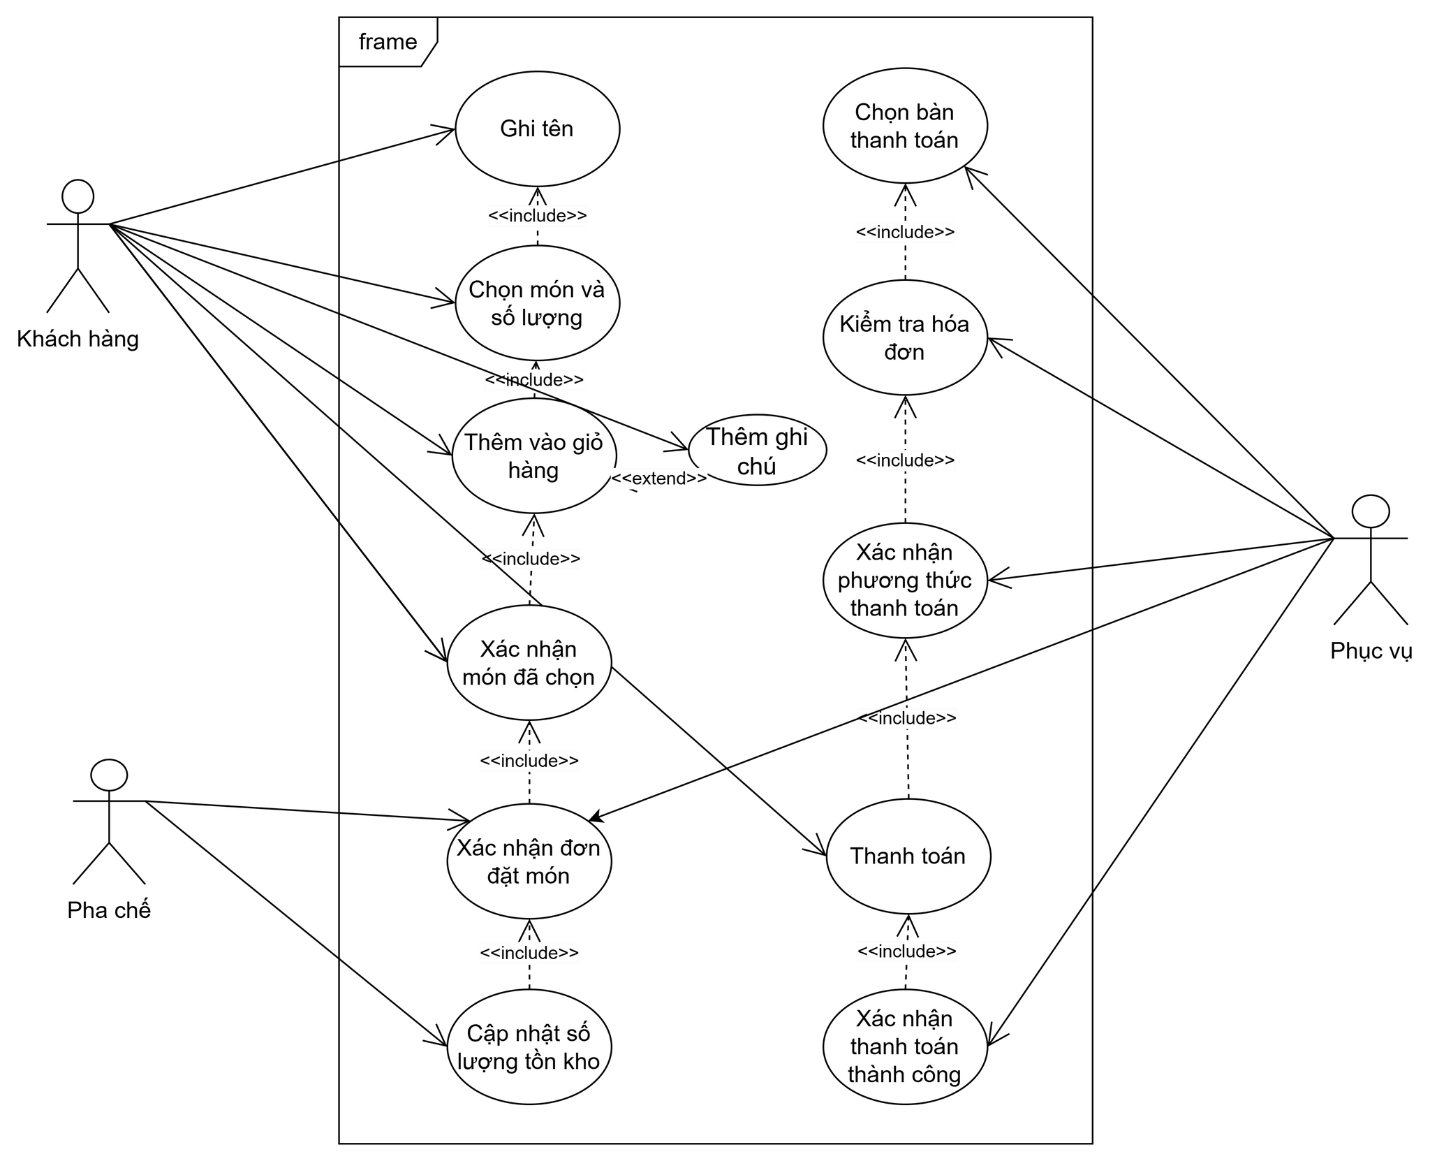 frame
Ghi tên
Chọn bàn
thanh toán
<<include>>
<<include>>
Khách hàng
Chọn món và
số lượng
Kiểm tra hóa
đơn
<<include>>
Thêm vào giỏ
hàng
Thêm ghi
chú
<<extend>>
<<include>>
<<include>>
Xác nhận
phương thức
thanh toán
Phục vụ
Xác nhận
món đã chọn
<<include>>
<<include>>
Pha chế
Xác nhận đơn
đặt món
Thanh toán
<<include>>
<<include>>
Cập nhật số
lượng tồn kho
Xác nhận
thanh toán
thành công